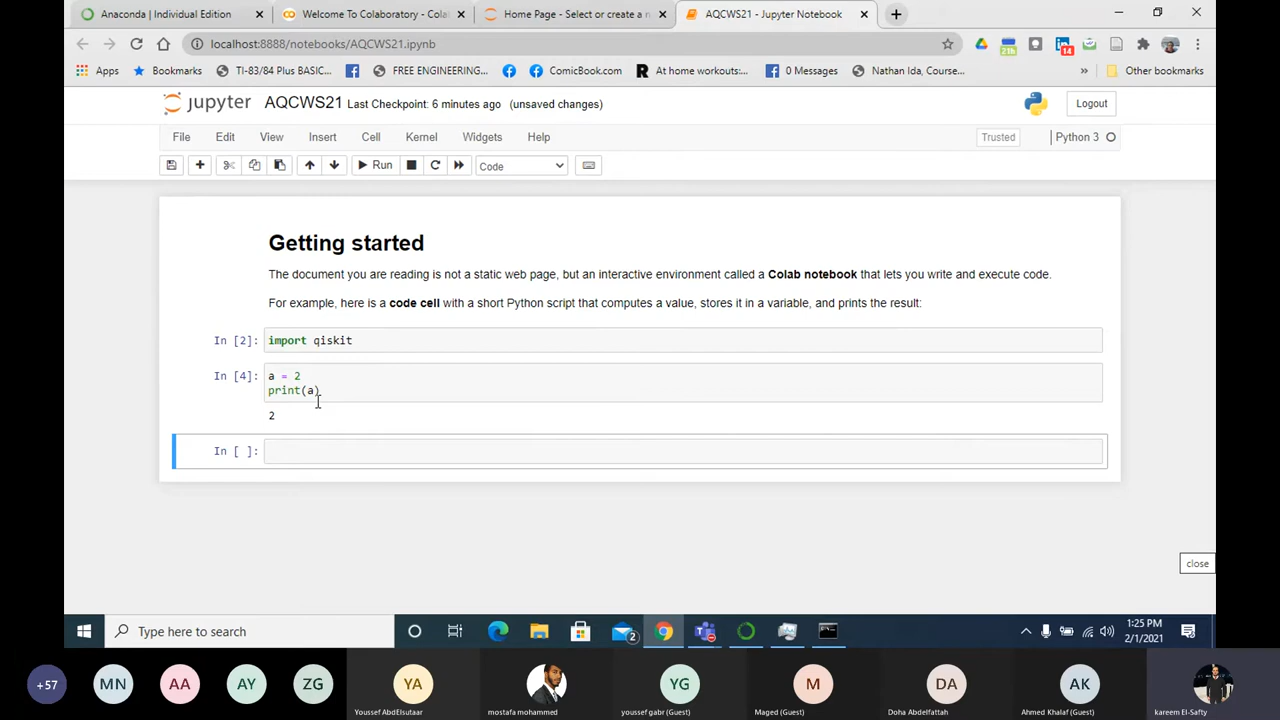 Anaconda | Individual Edition
Welcome To Colaboratory - Cola
Home Page - Select or create a n
AQCWS21 - Jupyter Notebook
localhost:8888/notebooks/AQCWS21.ipynb
21h
14
Apps
Bookmarks
TI-83/84 Plus BASIC...
FREE ENGINEERING...
ComicBook.com
At home workouts:...
0 Messages
Nathan Ida, Course...
»
Other bookmarks
jupyter AQCWS21 Last Checkpoint: 6 minutes ago (unsaved changes)
Logout
File Edit View Insert Cell Kernel Widgets Help
Trusted
Python 3
Run
Code
Getting started
The document you are reading is not a static web page, but an interactive environment called a Colab notebook that lets you write and execute code.
For example, here is a code cell with a short Python script that computes a value, stores it in a variable, and prints the result:
In [2]: import qiskit
In [4]: a = 2
print(a)
2
In [ ]:
close
Type here to search
2
1:25 PM
2/1/2021
+57
MN
AA
AY
ZG
YA
YG
M
DA
AK
Youssef AbdElsutaar
mostafa mohammed
youssef gabr (Guest)
Maged (Guest)
Doha Abdelfattah
Ahmed Khalaf (Guest)
kareem El-Safty